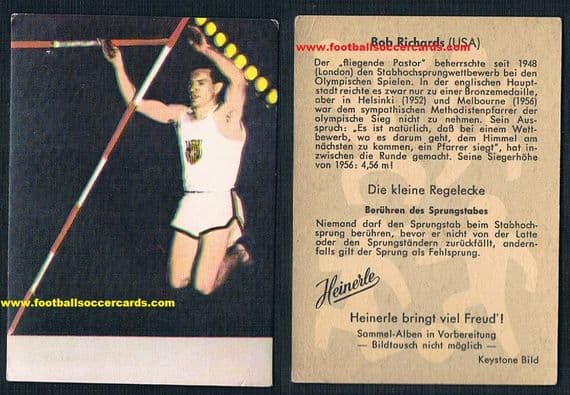 www.footballsoccercards.com
Bob Richards (USA)
www.footballsoccercards.com
Der „fliegende Pastor" beherrschte seit 1948
(London) den Stabhochsprungwettbewerb bei den
Olympischen Spielen. In der englischen Haupt-
stadt reichte es zwar nur zu einer Bronzemedaille,
aber in Helsinki (1952) und Melbourne (1956)
war dem sympathischen Methodistenpfarrer der
olympische Sieg nicht zu nehmen. Sein Aus-
spruch: „Es ist natürlich, daß bei einem Wett-
bewerb, wo es darum geht, dem Himmel am
nächsten zu kommen, ein Pfarrer siegt", hat in-
zwischen die Runde gemacht. Seine Siegerhöhe
von 1956: 4,56 m!
Die kleine Regelecke
Berühren des Sprungstabes
Niemand darf den Sprungstab beim Stabhoch-
sprung berühren, bevor er nicht von der Latte
oder den Sprungständern zurückfällt, andern-
falls gilt der Sprung als Fehlsprung.
Heinerle
Heinerle bringt viel Freud'!
Sammel-Alben in Vorbereitung
— Bildtausch nicht möglich —
Keystone Bild